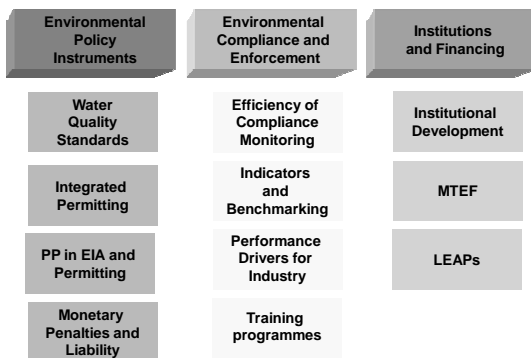 Environmental
Policy
Instruments
Water
Quality
Standards
Integrated
Permitting
PP in EIA and
Permitting
Monetary
Penalties and
Liability
Environmental
Compliance and
Enforcement
Efficiency of
Compliance
Monitoring
Indicators
and
Benchmarking
Performance
Drivers for
Industry
Training
programmes
Institutions
and Financing
Institutional
Development
MTEF
LEAPs